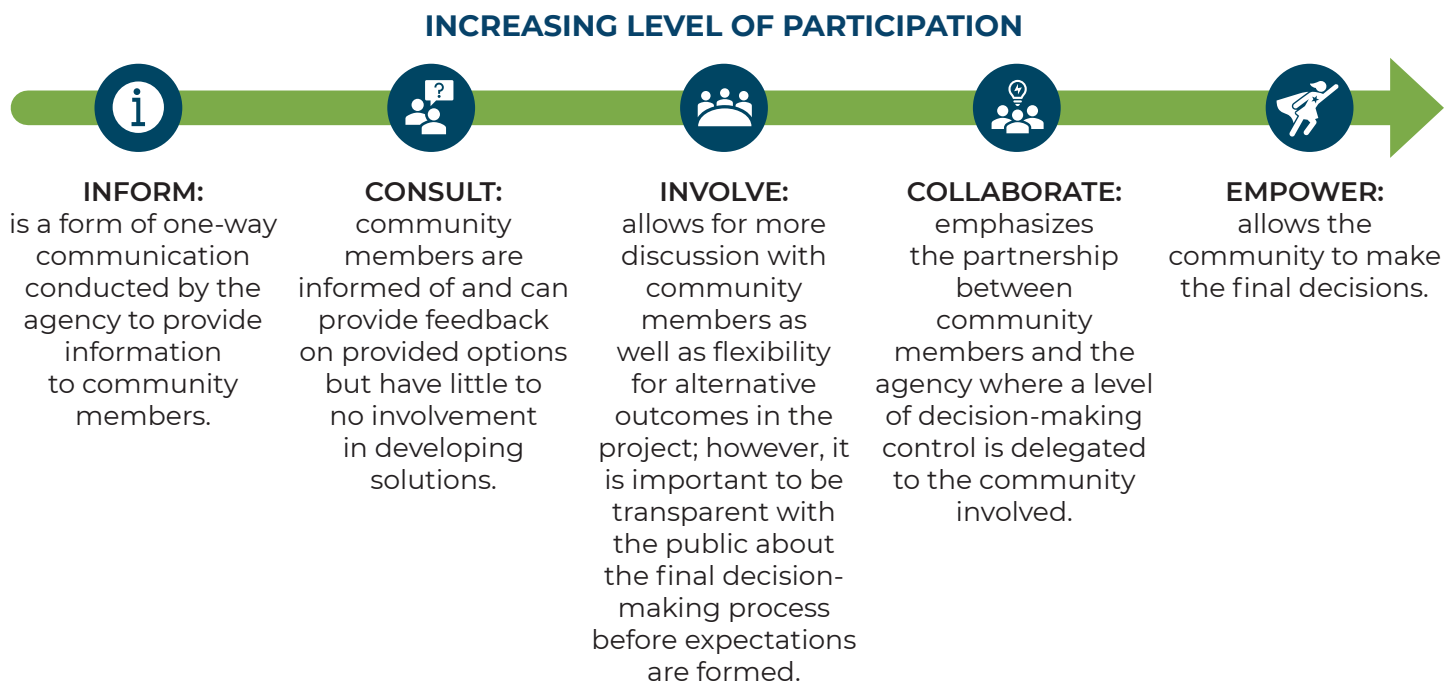 INCREASING LEVEL OF PARTICIPATION
i
?
INFORM:
is a form of one-way
communication
conducted by the
agency to provide
information
to community
members.
CONSULT:
community
members are
informed of and can
provide feedback
on provided options
but have little to
no involvement
in developing
solutions.
INVOLVE:
allows for more
discussion with
community
members as
well as flexibility
for alternative
outcomes in the
project; however, it
is important to be
transparent with
the public about
the final decision-
making process
before expectations
are formed.
COLLABORATE:
emphasizes
the partnership
between
community
members and the
agency where a level
of decision-making
control is delegated
to the community
involved.
EMPOWER:
allows the
community to make
the final decisions.